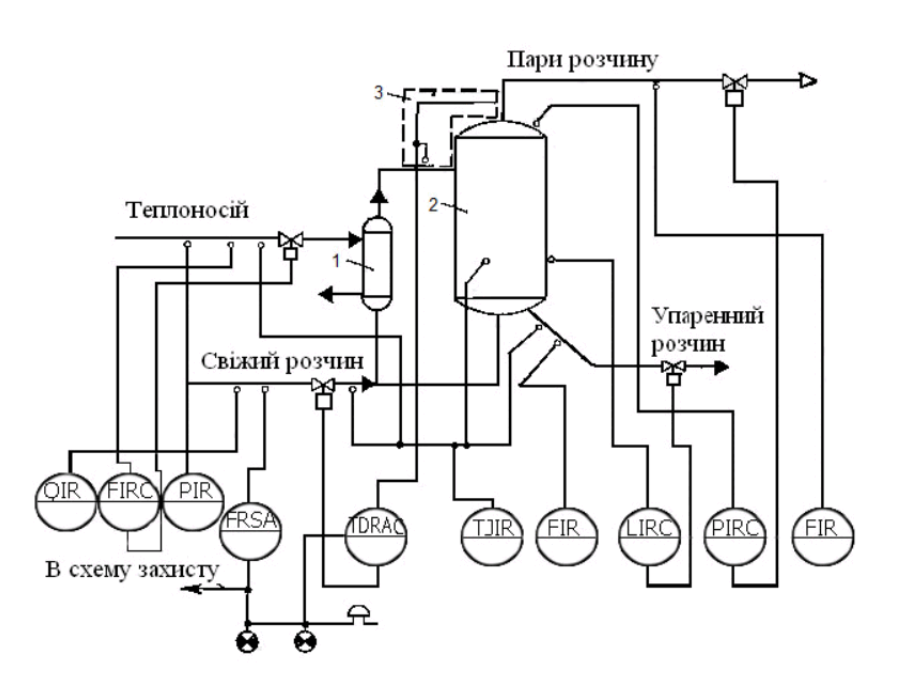 Пари розчину
3
Теплоносій
2
1
Упаренний
розчин
Свіжий розчин
QIR
FIRC
PIR
FRSA
TDRAC
TJIR
FIR
LIRC
PIRC
FIR
В схему захисту